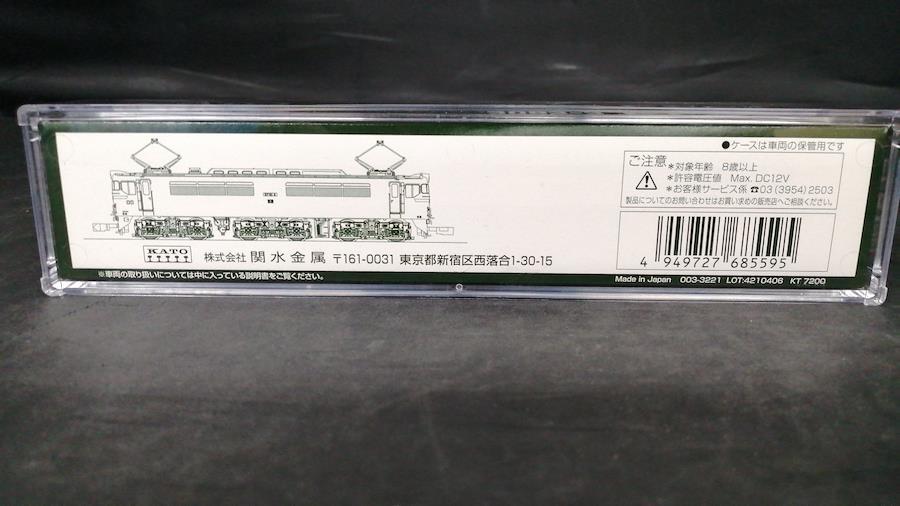 ●ケースは車両の保管用です
ご注意
＊対象年齢 8歳以上
＊許容電圧値 Max. DC12V
＊お客様サービス係 ☎03(3954)2503
製品についてのお問い合わせはお買い求めの販売店へご相談ください。
KATO
株式会社 関水金属 〒161-0031 東京都新宿区西落合1-30-15
4 949727 685595
※車両の取り扱いについては中に入っている説明書をご覧ください。
Made in Japan 003-3221 LOT:4210406 KT 7200